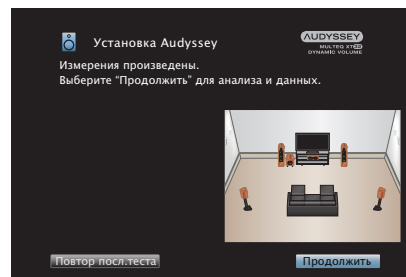 Установка Audyssey
AUDYSSEY
MULTEQ XT32
DYNAMIC VOLUME
Измерения произведены.
Выберите “Продолжить” для анализа и данных.
Повтор посл.теста
Продолжить